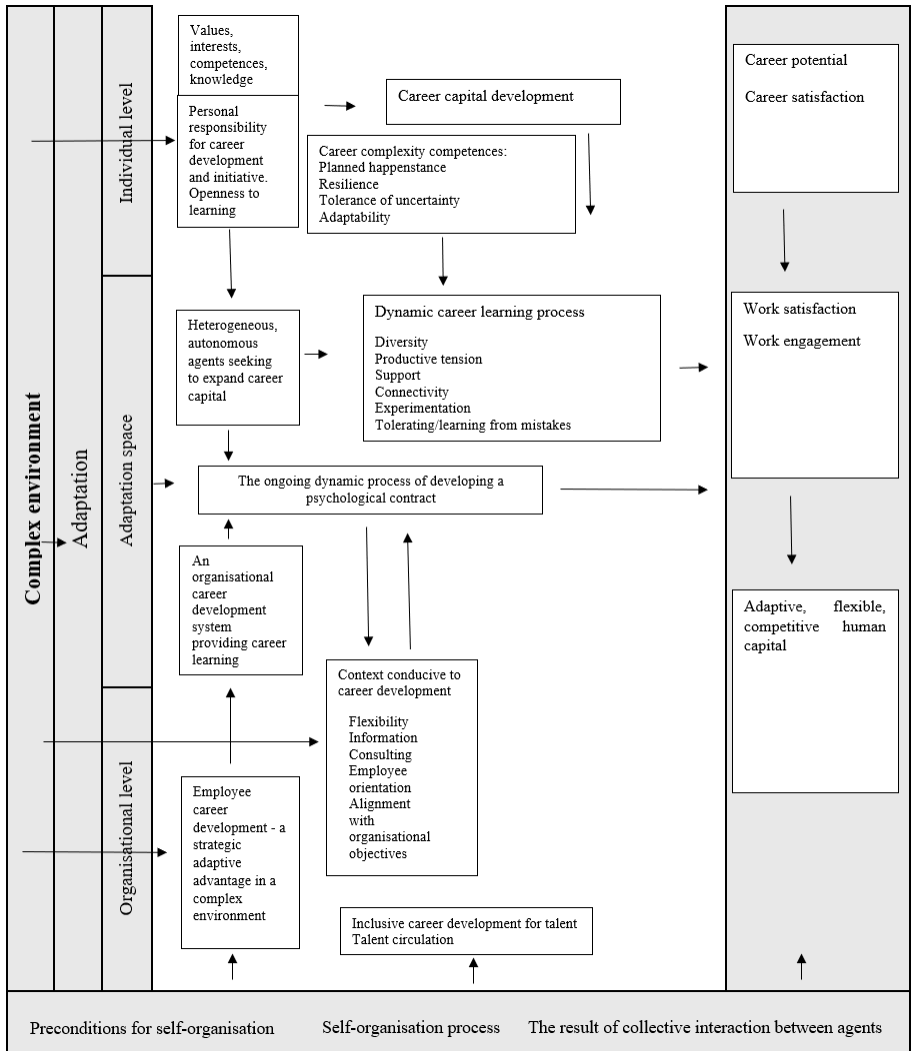 Complex environment
Adaptation
Individual level
Adaptation space
Organisational level
Values,
interests,
competences,
knowledge
Personal
responsibility
for career
development
and initiative.
Openness to
learning
Career capital development
Career complexity competences:
Planned happenstance
Resilience
Tolerance of uncertainty
Adaptability
Career potential
Career satisfaction
Heterogeneous,
autonomous
agents seeking
to expand career
capital
Dynamic career learning process
Diversity
Productive tension
Support
Connectivity
Experimentation
Tolerating/learning from mistakes
Work satisfaction
Work engagement
The ongoing dynamic process of developing a
psychological contract
An
organisational
career
development
system
providing career
learning
Context conducive to
career development
Flexibility
Information
Consulting
Employee
orientation
Alignment
with
organisational
objectives
Adaptive, flexible,
competitive human
capital
Employee
career
development - a
strategic
adaptive
advantage in a
complex
environment
Inclusive career development for talent
Talent circulation
Preconditions for self-organisation
Self-organisation process
The result of collective interaction between agents